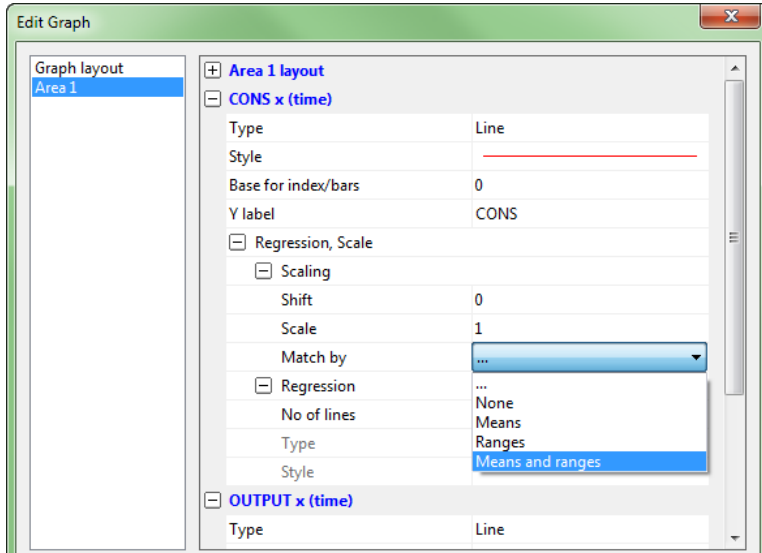 Edit Graph
x
Graph layout
Area 1
Area 1 layout
CONS x (time)
Type Line
Style
Base for index/bars 0
Y label CONS
Regression, Scale
Scaling
Shift 0
Scale 1
Match by ...
Regression ...
None
No of lines Means
Type Ranges
Means and ranges
Style
OUTPUT x (time)
Type Line